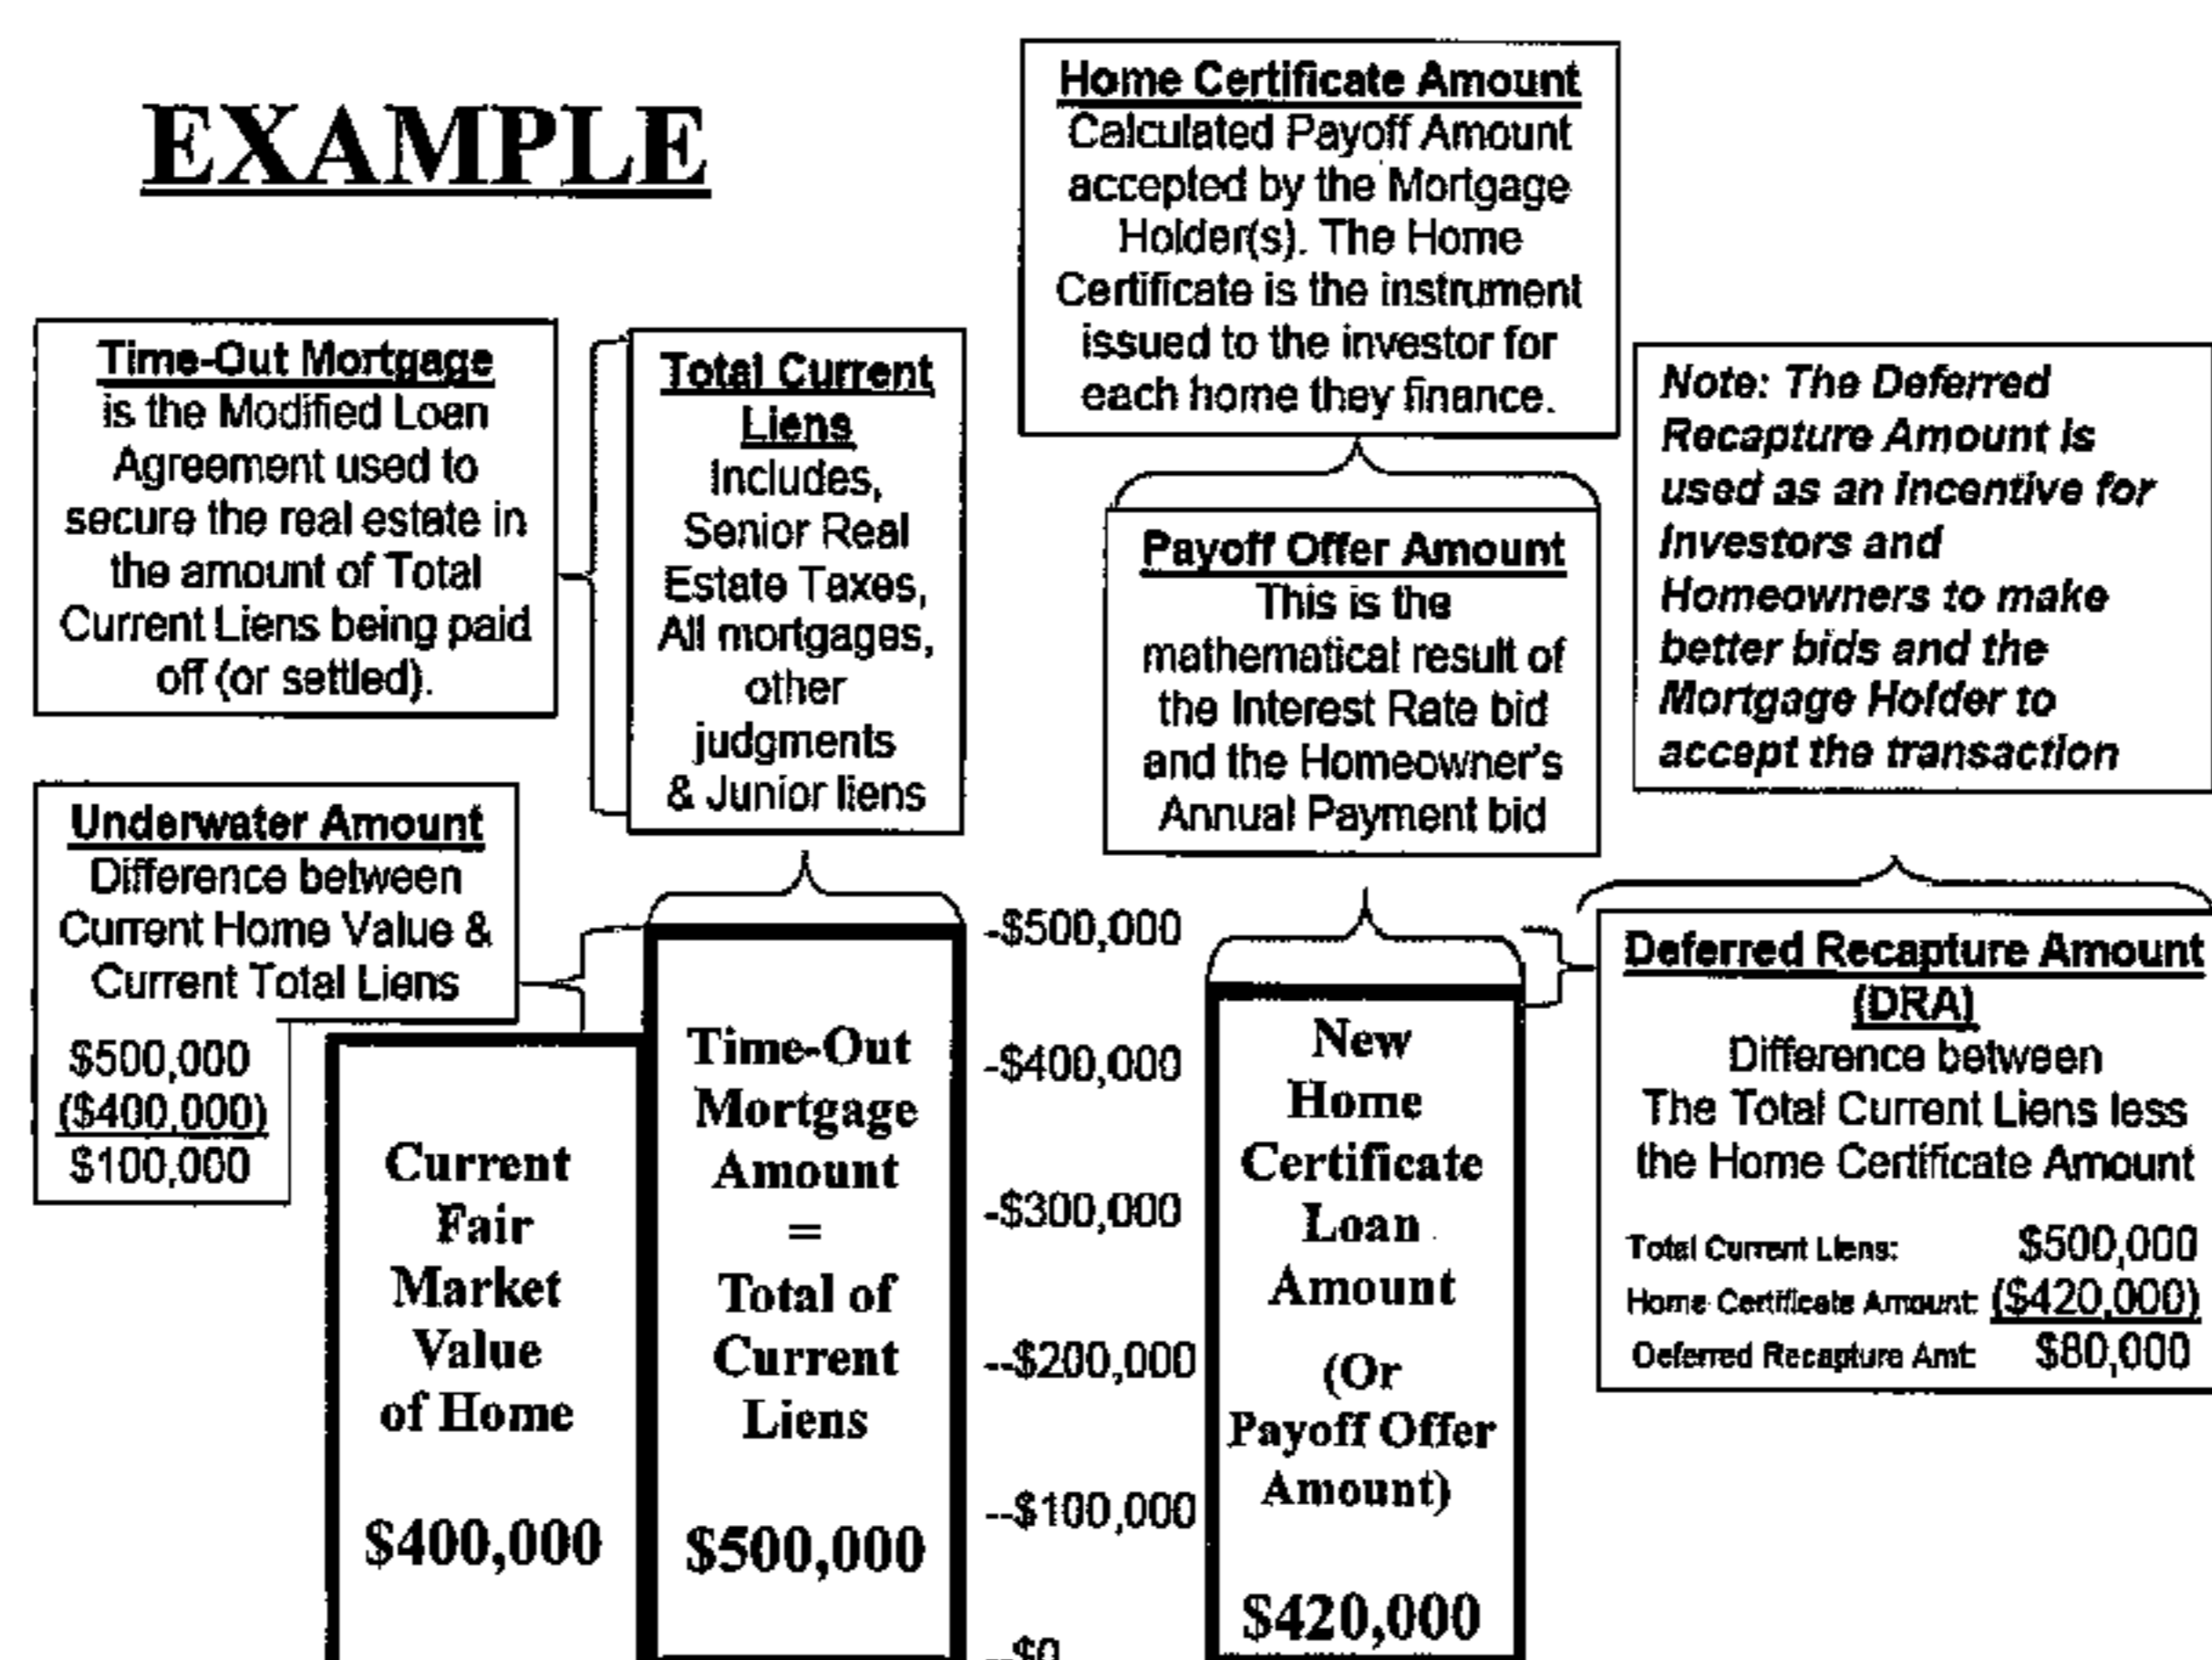 EXAMPLE
Home Certificate Amount
Calculated Payoff Amount
accepted by the Mortgage
Holder(s). The Home
Certificate is the instrument
issued to the investor for
each home they finance.
Time-Out Mortgage
is the Modified Loan
Agreement used to
secure the real estate in
the amount of Total
Current Liens being paid
off (or settled).
Total Current
Liens
Includes,
Senior Real
Estate Taxes,
All mortgages,
other
judgments
& Junior liens
Payoff Offer Amount
This is the
mathematical result of
the Interest Rate bid
and the Homeowner's
Annual Payment bid
Note: The Deferred
Recapture Amount is
used as an incentive for
Investors and
Homeowners to make
better bids and the
Mortgage Holder to
accept the transaction
Underwater Amount
Difference between
Current Home Value &
Current Total Liens
$500,000
($400,000)
$100,000
Current
Fair
Market
Value
of Home
$400,000
Time-Out
Mortgage
Amount
=
Total of
Current
Liens
$500,000
-$500,000
-$400,000
-$300,000
--$200,000
--$100,000
--$0
New
Home
Certificate
Loan
Amount
(Or
Payoff Offer
Amount)
$420,000
Deferred Recapture Amount
(DRA)
Difference between
The Total Current Liens less
the Home Certificate Amount
Total Current Liens: $500,000
Home Certificate Amount: ($420,000)
Deferred Recapture Amt: $80,000